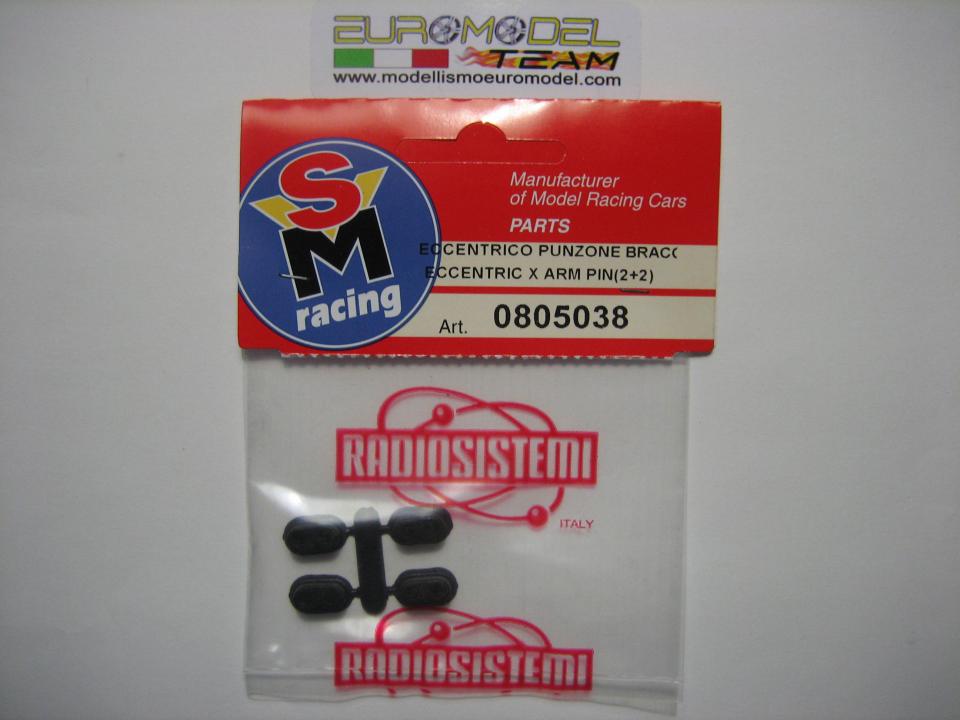 EUROMODEL
TEAM
www.modellismoeuromodel.com
SM
racing
Manufacturer
of Model Racing Cars
PARTS
ECCENTRICO PUNZONE BRACC
ECCENTRIC X ARM PIN(2+2)
Art. 0805038
RADIOSISTEMI
ITALY
RADIOSISTEMI